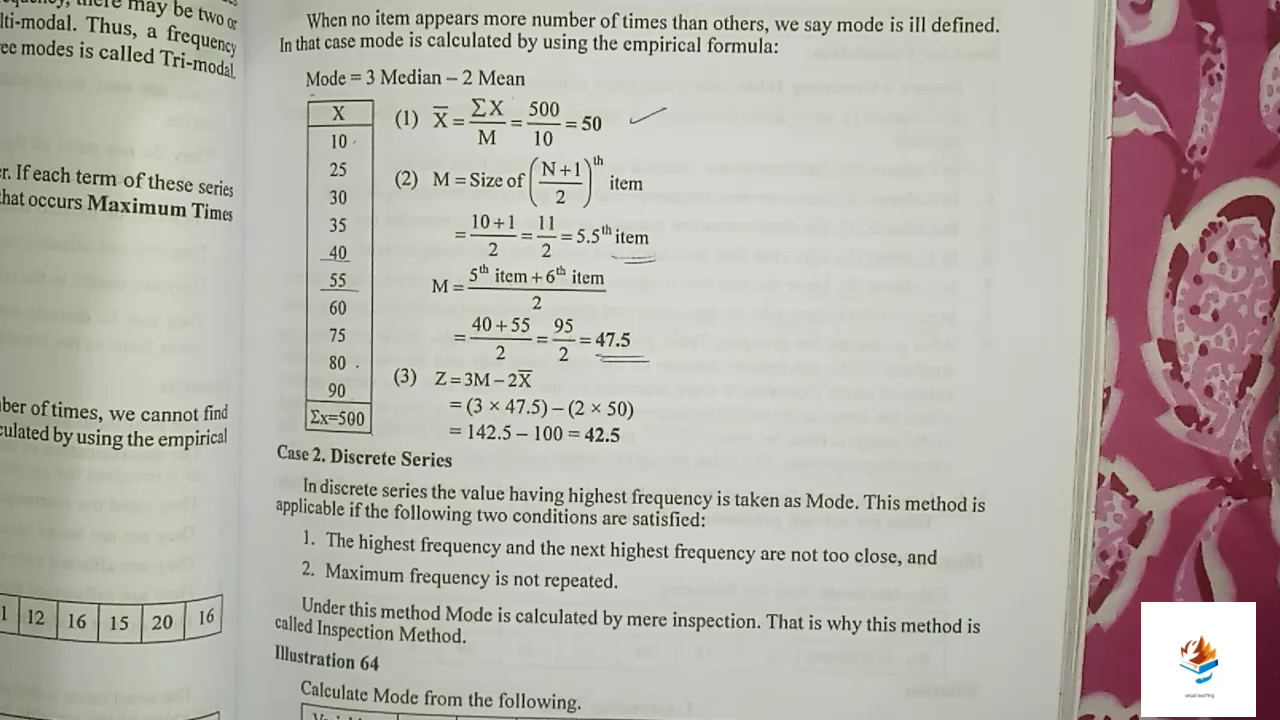 may be two or
lti-modal. Thus, a frequency
ee modes is called Tri-modal.
r. If each term of these series
hat occurs Maximum Times
ber of times, we cannot find
culated by using the empirical
1 12 16 15 20 16
When no item appears more number of times than others, we say mode is ill defined.
In that case mode is calculated by using the empirical formula:
Mode = 3 Median – 2 Mean
X
10
25
30
35
40
55
60
75
80
90
Σx=500
(1) X̅ = ΣX/M = 500/10 = 50
(2) M = Size of ((N+1)/2)th item
= (10+1)/2 = 11/2 = 5.5th item
M = (5th item + 6th item)/2
= (40+55)/2 = 95/2 = 47.5
(3) Z = 3M – 2X̅
= (3 × 47.5) – (2 × 50)
= 142.5 – 100 = 42.5
Case 2. Discrete Series
In discrete series the value having highest frequency is taken as Mode. This method is
applicable if the following two conditions are satisfied:
1. The highest frequency and the next highest frequency are not too close, and
2. Maximum frequency is not repeated.
Under this method Mode is calculated by mere inspection. That is why this method is
called Inspection Method.
Illustration 64
Calculate Mode from the following.